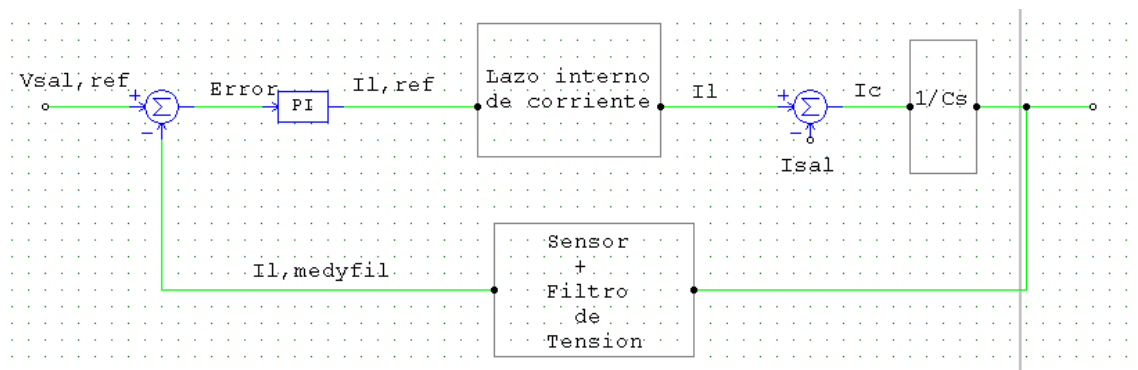 Vsal,ref
+
Σ
−
Error
PI
Il,ref
Lazo interno
de corriente
Il
+
Σ
−
Isal
Ic
1/Cs
Il,medyfil
Sensor
+
Filtro
de
Tension